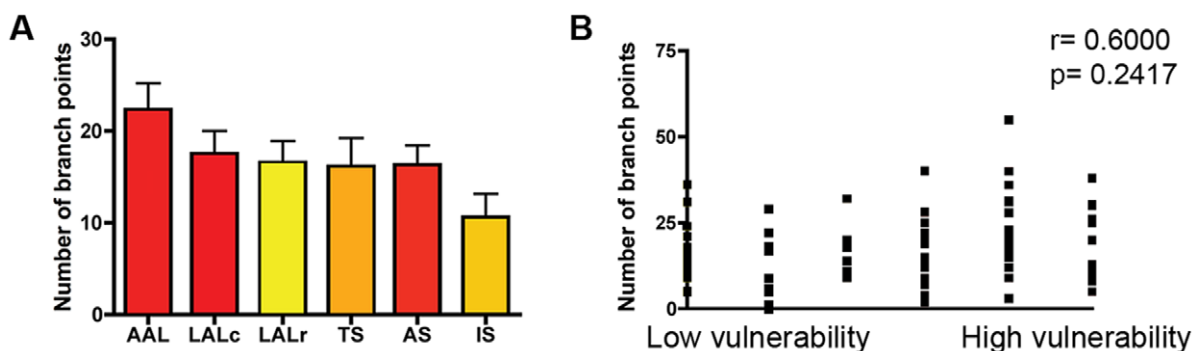 A
Number of branch points
30
20
10
0
AAL LALc LALr TS AS IS
B
Number of branch points
75
50
25
0
r= 0.6000
p= 0.2417
Low vulnerability High vulnerability